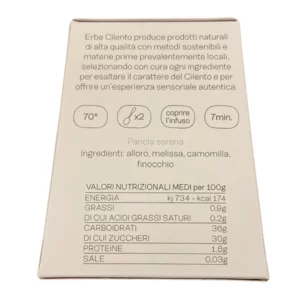 Erbe Cilento produce prodotti naturali
di alta qualità con metodi sostenibili e
materie prime prevalentemente locali,
selezionando con cura ogni ingrediente
per esaltare il carattere del Cilento e per
offrire un'esperienza sensoriale autentica.
70°
x2
coprire
l'infuso
7min.
Pancia serena
Ingredienti: alloro, melissa, camomilla,
finocchio
VALORI NUTRIZIONALI MEDI per 100g
ENERGIA kj 734 - kcal 174
GRASSI 0,9g
DI CUI ACIDI GRASSI SATURI 0,2g
CARBOIDRATI 36g
DI CUI ZUCCHERI 30g
PROTEINE 1,6g
SALE 0,03g